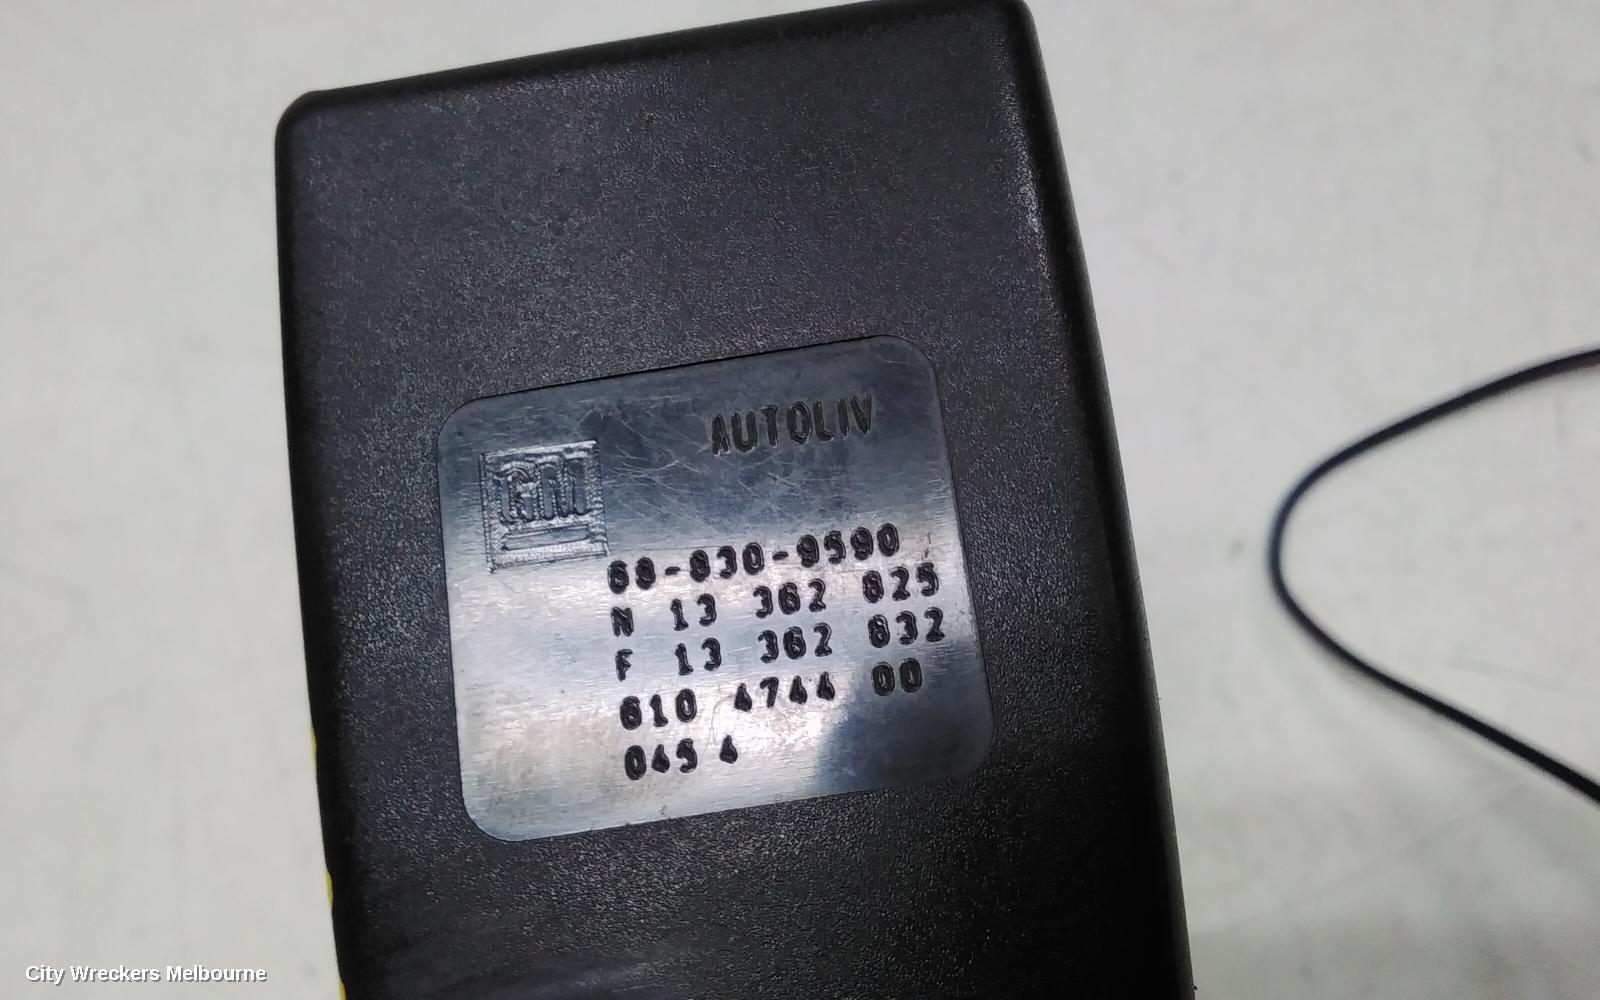 AUTOLIV
GM
68-830-9590
N 13 362 825
F 13 362 832
610 4744 00
045 4
City Wreckers Melbourne